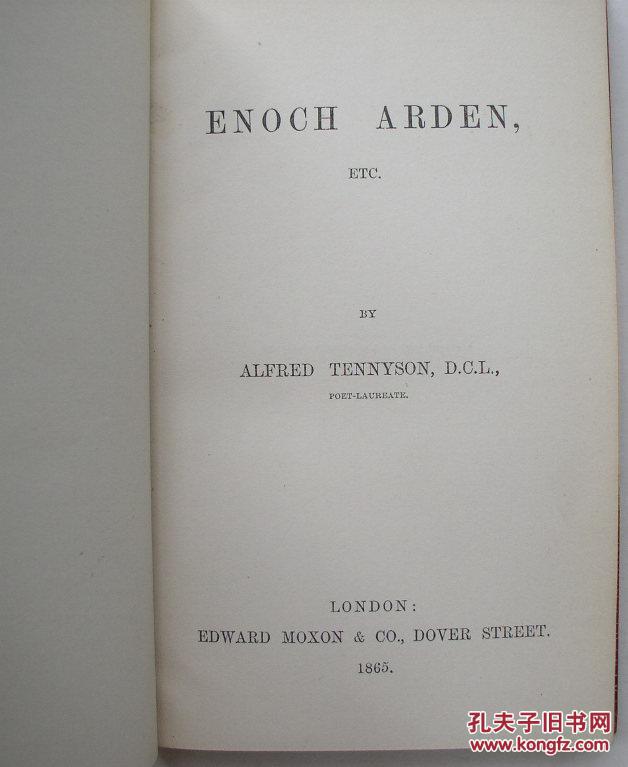 ENOCH ARDEN,
ETC.
BY
ALFRED TENNYSON, D.C.L.,
POET-LAUREATE.
LONDON:
EDWARD MOXON & CO., DOVER STREET.
1865.
孔夫子旧书网
www.kongfz.com